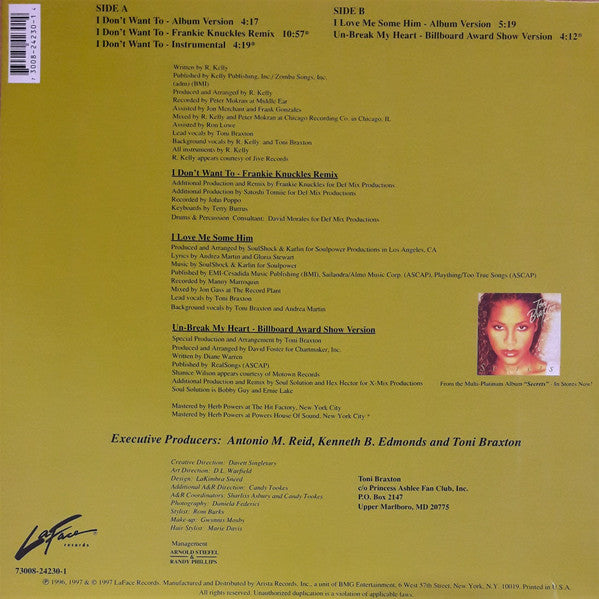 SIDE A
I Don't Want To - Album Version 4:17
I Don't Want To - Frankie Knuckles Remix 10:57*
I Don't Want To - Instrumental 4:19*
SIDE B
I Love Me Some Him - Album Version 5:19
Un-Break My Heart - Billboard Award Show Version 4:12*
7 3008-24230-1 4
Written by R. Kelly
Published by Kelly Publishing, Inc./ Zomba Songs, Inc.
(adm) (BMI)
Produced and Arranged by R. Kelly
Recorded by Peter Mokran at Middle Ear
Assisted by Jon Merchant and Frank Gonzales
Mixed by R. Kelly and Peter Mokran at Chicago Recording Co. in Chicago, IL
Assisted by Ron Lowe
Lead vocals by Toni Braxton
Background vocals by R. Kelly and Toni Braxton
All instruments by R. Kelly
R. Kelly appears courtesy of Jive Records
I Don't Want To - Frankie Knuckles Remix
Additional Production and Remix by Frankie Knuckles for Def Mix Productions
Additional Production by Satoshi Tomiie for Def Mix Productions
Recorded by John Poppo
Keyboards by Terry Burrus
Drums & Percussion Consultant: David Morales for Def Mix Productions
I Love Me Some Him
Produced and Arranged by SoulShock & Karlin for Soulpower Productions in Los Angeles, CA
Lyrics by Andrea Martin and Gloria Stewart
Music by SoulShock & Karlin for Soulpower
Published by EMI-Casadida Music Publishing (BMI), Sailandra/Almo Music Corp. (ASCAP), Plaything/Too True Songs (ASCAP)
Recorded by Manny Marroquin
Mixed by Jon Gass at The Record Plant
Lead vocals by Toni Braxton
Background vocals by Toni Braxton and Andrea Martin
Un-Break My Heart - Billboard Award Show Version
Special Production and Arrangement by Toni Braxton
Produced and Arranged by David Foster for Chartmaker, Inc.
Written by Diane Warren
Published by RealSongs (ASCAP)
Shanice Wilson appears courtesy of Motown Records
Additional Production and Remix by Soul Solution and Hex Hector for X-Mix Productions
Soul Solution is Bobby Guy and Ernie Lake
Mastered by Herb Powers at The Hit Factory, New York City
Mastered by Herb Powers at Powers House Of Sound, New York City *
Toni Braxton
From the Multi-Platinum Album "Secrets" - In Stores Now!
Executive Producers: Antonio M. Reid, Kenneth B. Edmonds and Toni Braxton
Creative Direction: Davett Singletary
Art Direction: D.L. Warfield
Design: LaKimbra Sneed
Additional A&R Direction: Candy Tookes
A&R Coordinators: Sharliss Asbury and Candy Tookes
Photography: Daniela Federici
Stylist: Ron Burks
Make-up: Gwynnis Mosby
Hair Stylist: Marie Davis
Management
ARNOLD STIEFEL
&
RANDY PHILLIPS
Toni Braxton
c/o Princess Ashlee Fan Club, Inc.
P.O. Box 2147
Upper Marlboro, MD 20775
LaFace
records
®
73008-24230-1
℗ 1996, 1997 & © 1997 LaFace Records. Manufactured and Distributed by Arista Records. Inc., a unit of BMG Entertainment, 6 West 57th Street, New York, N.Y. 10019. Printed in U.S.A.
All rights reserved. Unauthorized duplication is a violation of applicable laws.